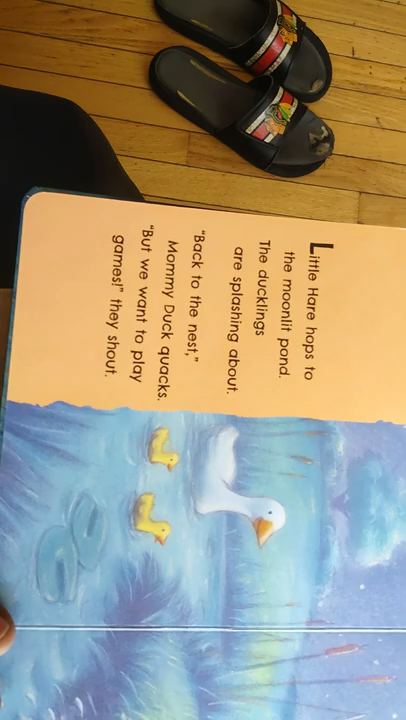 Little Hare hops to
the moonlit pond.
The ducklings
are splashing about.
"Back to the nest,"
Mommy Duck quacks.
"But we want to play
games!" they shout.